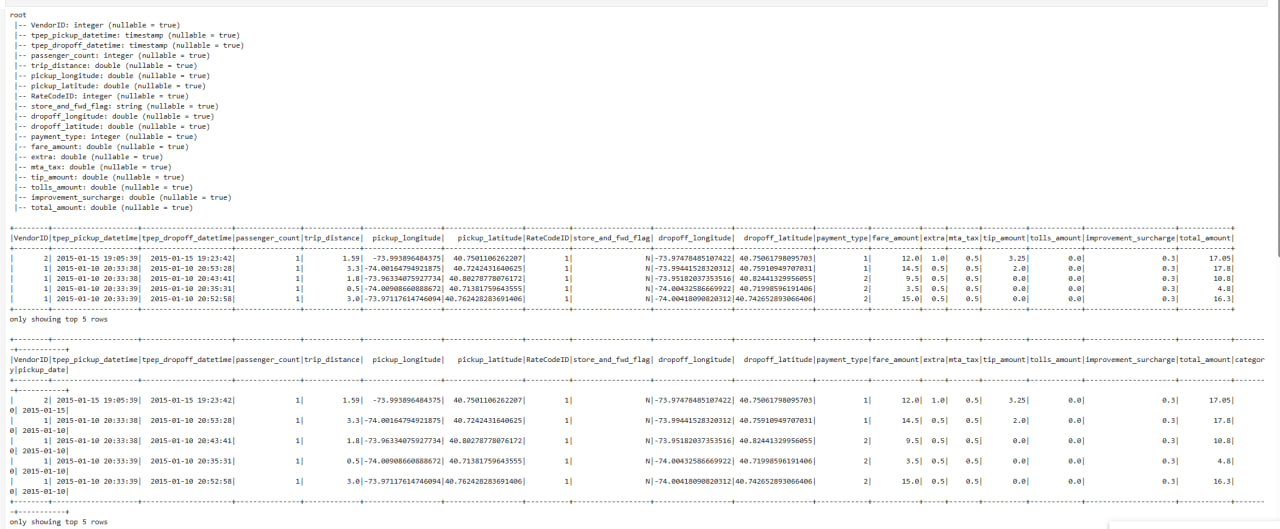 root
|-- VendorID: integer (nullable = true)
|-- tpep_pickup_datetime: timestamp (nullable = true)
|-- tpep_dropoff_datetime: timestamp (nullable = true)
|-- passenger_count: integer (nullable = true)
|-- trip_distance: double (nullable = true)
|-- pickup_longitude: double (nullable = true)
|-- pickup_latitude: double (nullable = true)
|-- RateCodeID: integer (nullable = true)
|-- store_and_fwd_flag: string (nullable = true)
|-- dropoff_longitude: double (nullable = true)
|-- dropoff_latitude: double (nullable = true)
|-- payment_type: integer (nullable = true)
|-- fare_amount: double (nullable = true)
|-- extra: double (nullable = true)
|-- mta_tax: double (nullable = true)
|-- tip_amount: double (nullable = true)
|-- tolls_amount: double (nullable = true)
|-- improvement_surcharge: double (nullable = true)
|-- total_amount: double (nullable = true)
|VendorID|tpep_pickup_datetime|tpep_dropoff_datetime|passenger_count|trip_distance| pickup_longitude| pickup_latitude|RateCodeID|store_and_fwd_flag| dropoff_longitude| dropoff_latitude|payment_type|fare_amount|extra|mta_tax|tip_amount|tolls_amount|improvement_surcharge|total_amount|
| 2| 2015-01-15 19:05:39| 2015-01-15 19:23:42| 1| 1.59| -73.993896484375| 40.7501106262207| 1| N|-73.97478485107422| 40.75061798095703| 1| 12.0| 1.0| 0.5| 3.25| 0.0| 0.3| 17.05|
| 1| 2015-01-10 20:33:38| 2015-01-10 20:53:28| 1| 3.3|-74.00164794921875| 40.7242431640625| 1| N|-73.99441528320312| 40.75910949707031| 1| 14.5| 0.5| 0.5| 2.0| 0.0| 0.3| 17.8|
| 1| 2015-01-10 20:33:38| 2015-01-10 20:43:41| 1| 1.8|-73.96334075927734| 40.80278778076172| 1| N|-73.95182037353516| 40.82441329956055| 2| 9.5| 0.5| 0.5| 0.0| 0.0| 0.3| 10.8|
| 1| 2015-01-10 20:33:39| 2015-01-10 20:35:31| 1| 0.5|-74.00908660888672| 40.71381759643555| 1| N|-74.00432586669922| 40.71998596191406| 2| 3.5| 0.5| 0.5| 0.0| 0.0| 0.3| 4.8|
| 1| 2015-01-10 20:33:39| 2015-01-10 20:52:58| 1| 3.0|-73.97117614746094|40.762428283691406| 1| N|-74.00418090820312|40.742652893066406| 2| 15.0| 0.5| 0.5| 0.0| 0.0| 0.3| 16.3|
only showing top 5 rows
|VendorID|tpep_pickup_datetime|tpep_dropoff_datetime|passenger_count|trip_distance| pickup_longitude| pickup_latitude|RateCodeID|store_and_fwd_flag| dropoff_longitude| dropoff_latitude|payment_type|fare_amount|extra|mta_tax|tip_amount|tolls_amount|improvement_surcharge|total_amount|categor
y|pickup_date|
| 2| 2015-01-15 19:05:39| 2015-01-15 19:23:42| 1| 1.59| -73.993896484375| 40.7501106262207| 1| N|-73.97478485107422| 40.75061798095703| 1| 12.0| 1.0| 0.5| 3.25| 0.0| 0.3| 17.05|
0| 2015-01-15|
| 1| 2015-01-10 20:33:38| 2015-01-10 20:53:28| 1| 3.3|-74.00164794921875| 40.7242431640625| 1| N|-73.99441528320312| 40.75910949707031| 1| 14.5| 0.5| 0.5| 2.0| 0.0| 0.3| 17.8|
0| 2015-01-10|
| 1| 2015-01-10 20:33:38| 2015-01-10 20:43:41| 1| 1.8|-73.96334075927734| 40.80278778076172| 1| N|-73.95182037353516| 40.82441329956055| 2| 9.5| 0.5| 0.5| 0.0| 0.0| 0.3| 10.8|
0| 2015-01-10|
| 1| 2015-01-10 20:33:39| 2015-01-10 20:35:31| 1| 0.5|-74.00908660888672| 40.71381759643555| 1| N|-74.00432586669922| 40.71998596191406| 2| 3.5| 0.5| 0.5| 0.0| 0.0| 0.3| 4.8|
0| 2015-01-10|
| 1| 2015-01-10 20:33:39| 2015-01-10 20:52:58| 1| 3.0|-73.97117614746094|40.762428283691406| 1| N|-74.00418090820312|40.742652893066406| 2| 15.0| 0.5| 0.5| 0.0| 0.0| 0.3| 16.3|
0| 2015-01-10|
only showing top 5 rows